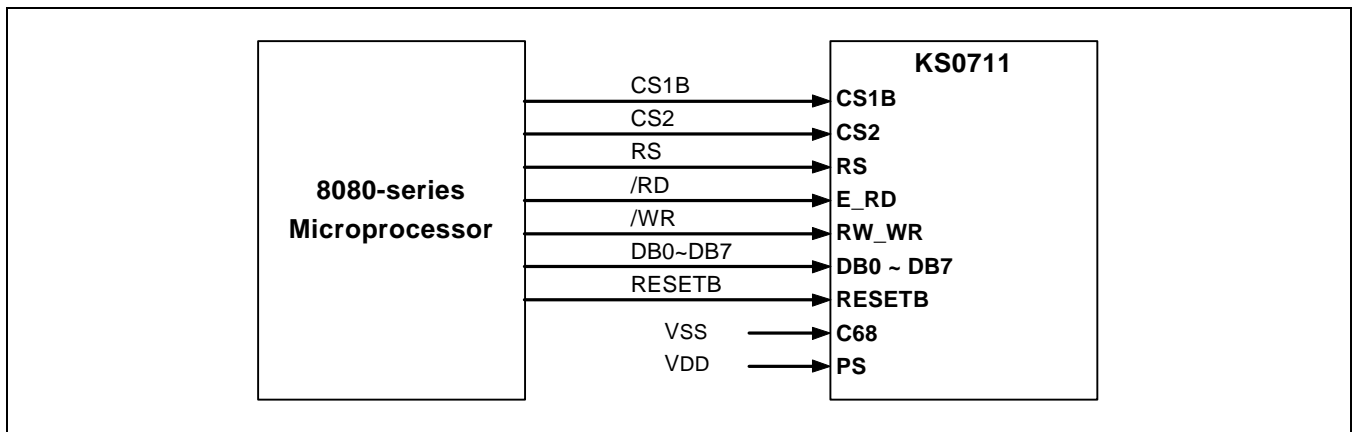 8080-series
Microprocessor
CS1B
CS2
RS
/RD
/WR
DB0~DB7
RESETB
VSS
VDD
KS0711
CS1B
CS2
RS
E_RD
RW_WR
DB0 ~ DB7
RESETB
C68
PS